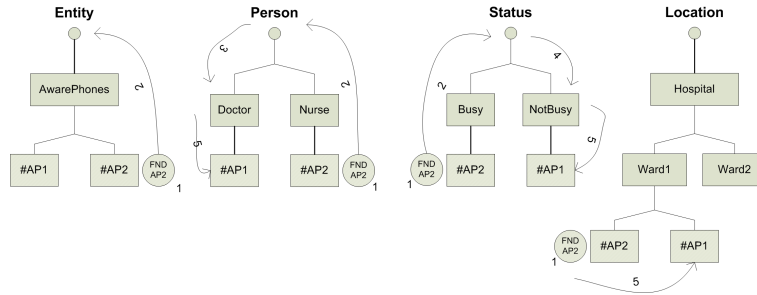 Entity
Person
Status
Location
2
3
2
2
4
AwarePhones
Hospital
Doctor
Nurse
Busy
NotBusy
5
5
#AP1
#AP2
FND
AP2
1
#AP1
#AP2
FND
AP2
1
FND
AP2
1
#AP2
#AP1
Ward1
Ward2
FND
AP2
1
#AP2
#AP1
5